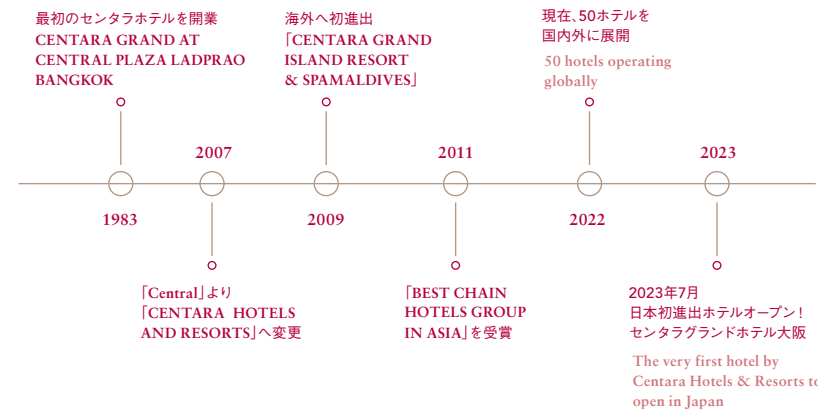 最初のセンタラホテルを開業
CENTARA GRAND AT
CENTRAL PLAZA LADPRAO
BANGKOK
海外へ初進出
「CENTARA GRAND
ISLAND RESORT
& SPAMALDIVES」
現在、50ホテルを
国内外に展開
50 hotels operating
globally
2007
2011
2023
1983
2009
2022
「Central」より
「CENTARA HOTELS
AND RESORTS」へ変更
「BEST CHAIN
HOTELS GROUP
IN ASIA」を受賞
2023年7月
日本初進出ホテルオープン！
センタラグランドホテル大阪
The very first hotel by
Centara Hotels & Resorts to
open in Japan